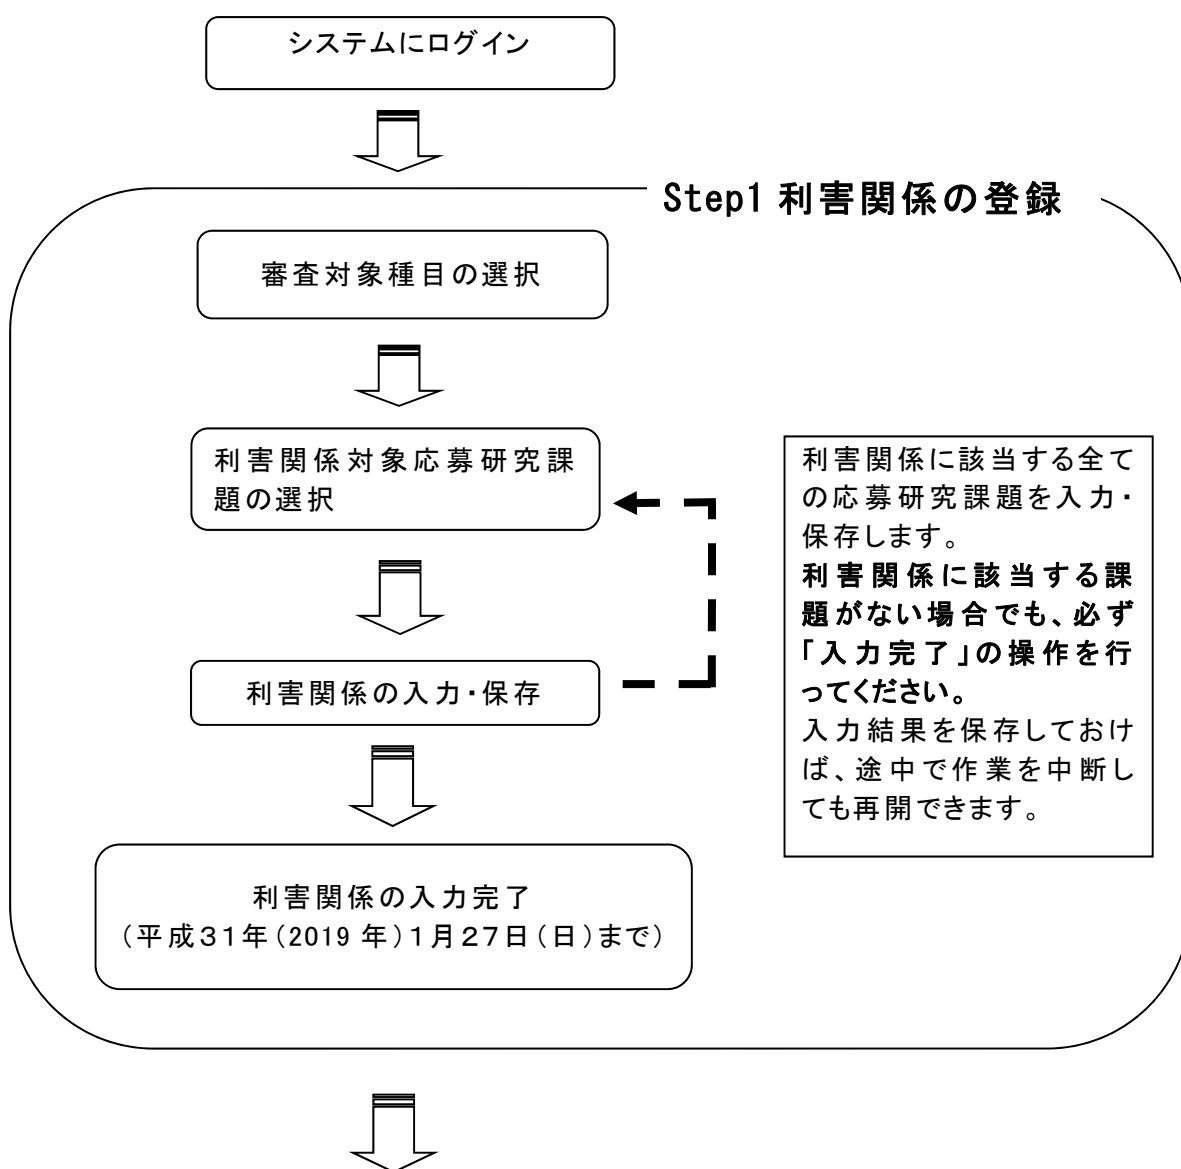 システムにログイン
Step1 利害関係の登録
審査対象種目の選択
利害関係対象応募研究課
題の選択
利害関係の入力・保存
利害関係の入力完了
(平成31年(2019 年)1月27日(日)まで)
利害関係に該当する全て
の応募研究課題を入力・
保存します。
利害関係に該当する課
題がない場合でも、必ず
「入力完了」の操作を行
ってください。
入力結果を保存しておけ
ば、途中で作業を中断し
ても再開できます。